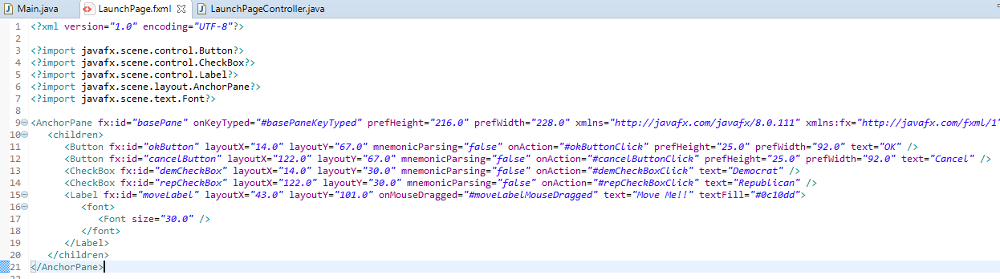 Main.java LaunchPage.fxml LaunchPageController.java
1 <?xml version="1.0" encoding="UTF-8"?>
2
3 <?import javafx.scene.control.Button?>
4 <?import javafx.scene.control.CheckBox?>
5 <?import javafx.scene.control.Label?>
6 <?import javafx.scene.layout.AnchorPane?>
7 <?import javafx.scene.text.Font?>
8
9 <AnchorPane fx:id="basePane" onKeyTyped="#basePaneKeyTyped" prefHeight="216.0" prefWidth="228.0" xmlns="http://javafx.com/javafx/8.0.111" xmlns:fx="http://javafx.com/fxml/1"
10 <children>
11 <Button fx:id="okButton" layoutX="14.0" layoutY="67.0" mnemonicParsing="false" onAction="#okButtonClick" prefHeight="25.0" prefWidth="92.0" text="OK" />
12 <Button fx:id="cancelButton" layoutX="122.0" layoutY="67.0" mnemonicParsing="false" onAction="#cancelButtonClick" prefHeight="25.0" prefWidth="92.0" text="Cancel" />
13 <CheckBox fx:id="demCheckBox" layoutX="14.0" layoutY="30.0" mnemonicParsing="false" onAction="#demCheckBoxClick" text="Democrat" />
14 <CheckBox fx:id="repCheckBox" layoutX="122.0" layoutY="30.0" mnemonicParsing="false" onAction="#repCheckBoxClick" text="Republican" />
15 <Label fx:id="moveLabel" layoutX="43.0" layoutY="101.0" onMouseDragged="#moveLabelMouseDragged" text="Move Me!!" textFill="#0c10dd">
16 <font>
17 <Font size="30.0" />
18 </font>
19 </Label>
20 </children>
21 </AnchorPane>